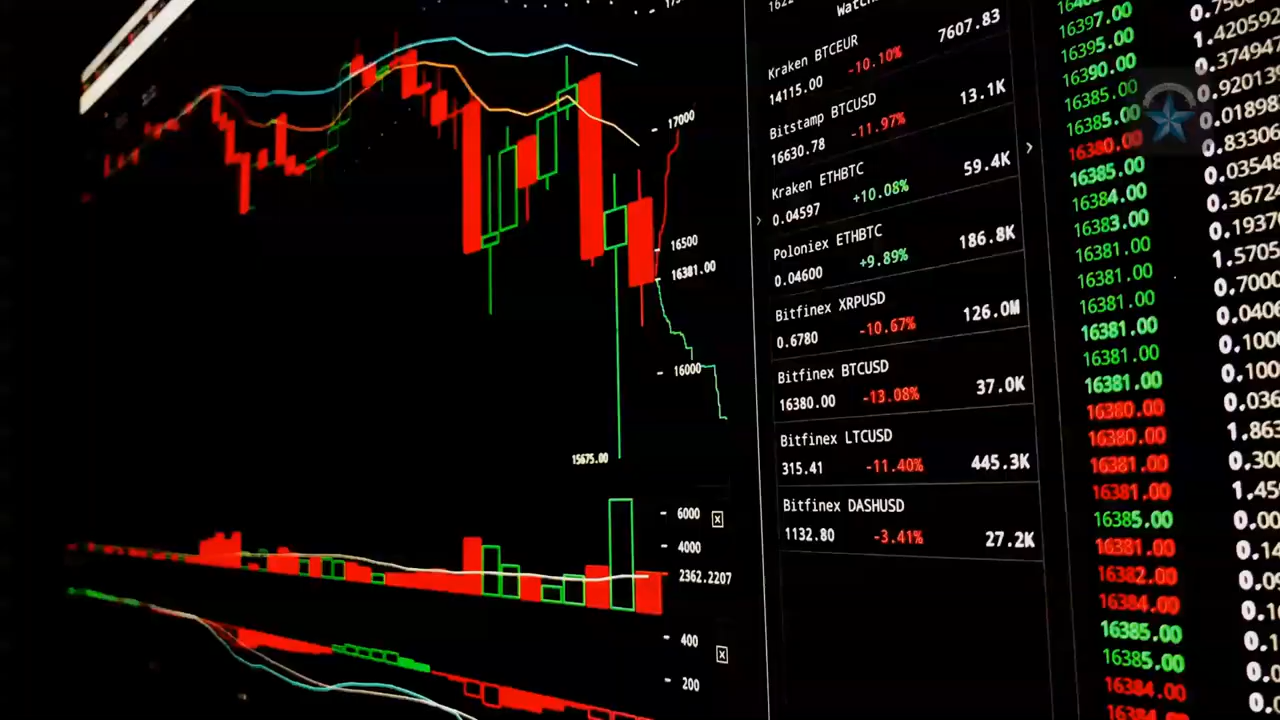 Kraken BTCEUR
7607.83
14115.00 -10.10%
Bitstamp BTCUSD
13.1K
16630.78 -11.97%
Kraken ETHBTC
59.4K
0.04597 +10.08%
Poloniex ETHBTC
186.8K
0.04600 +9.89%
Bitfinex XRPUSD
126.0M
0.6780 -10.67%
Bitfinex BTCUSD
37.0K
16380.00 -13.08%
Bitfinex LTCUSD
315.41 -11.40% 445.3K
Bitfinex DASHUSD
1132.80 -3.41% 27.2K
17000
16500
16381.00
16000
15675.00
6000
4000
2362.2207
400
200
16397.00
16395.00
16390.00
16385.00
16385.00
16380.00
16385.00
16384.00
16383.00
16381.00
16381.00
16381.00
16381.00
16381.00
16381.00
16380.00
16380.00
16381.00
16381.00
16385.00
16381.00
16382.00
16384.00
16385.00
16385.00
16384.00